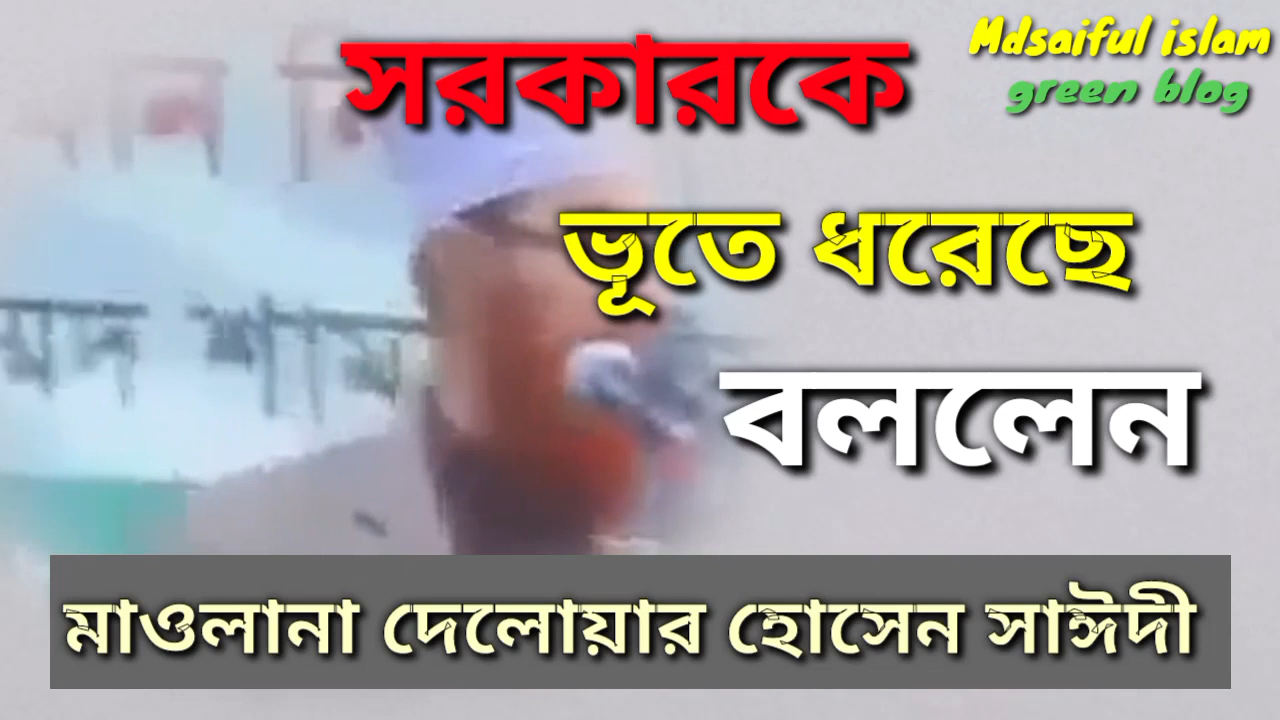 Mdsaiful islam
green blog
সরকারকে
ভূতে ধরেছে
বললেন
মাওলানা দেলোয়ার হোসেন সাঈদী